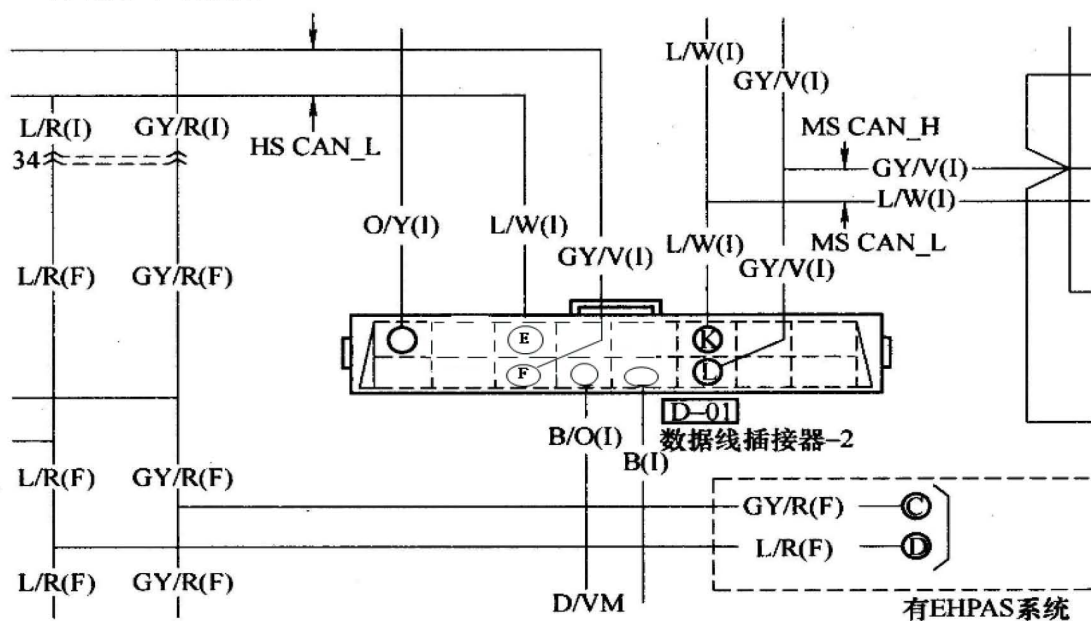 L/W(I)
GY/V(I)
L/R(I)
GY/R(I)
HS CAN_L
MS CAN_H
34
GY/V(I)
L/W(I)
O/Y(I)
L/W(I)
L/W(I)
MS CAN_L
GY/V(I)
GY/V(I)
L/R(F)
GY/R(F)
E
K
F
L
D-01
B/O(I)
数据线插接器-2
B(I)
L/R(F)
GY/R(F)
GY/R(F)
C
L/R(F)
D
L/R(F)
GY/R(F)
D/VM
有EHPAS系统